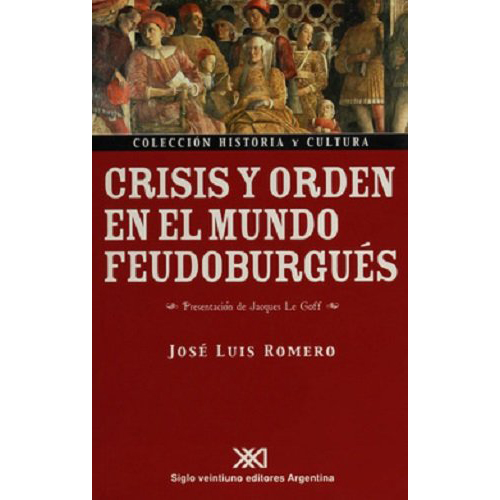 COLECCIÓN HISTORIA Y CULTURA
CRISIS Y ORDEN
EN EL MUNDO
FEUDOBURGUÉS
Presentación de Jacques Le Goff
JOSÉ LUIS ROMERO
XXI
Siglo veintiuno editores Argentina